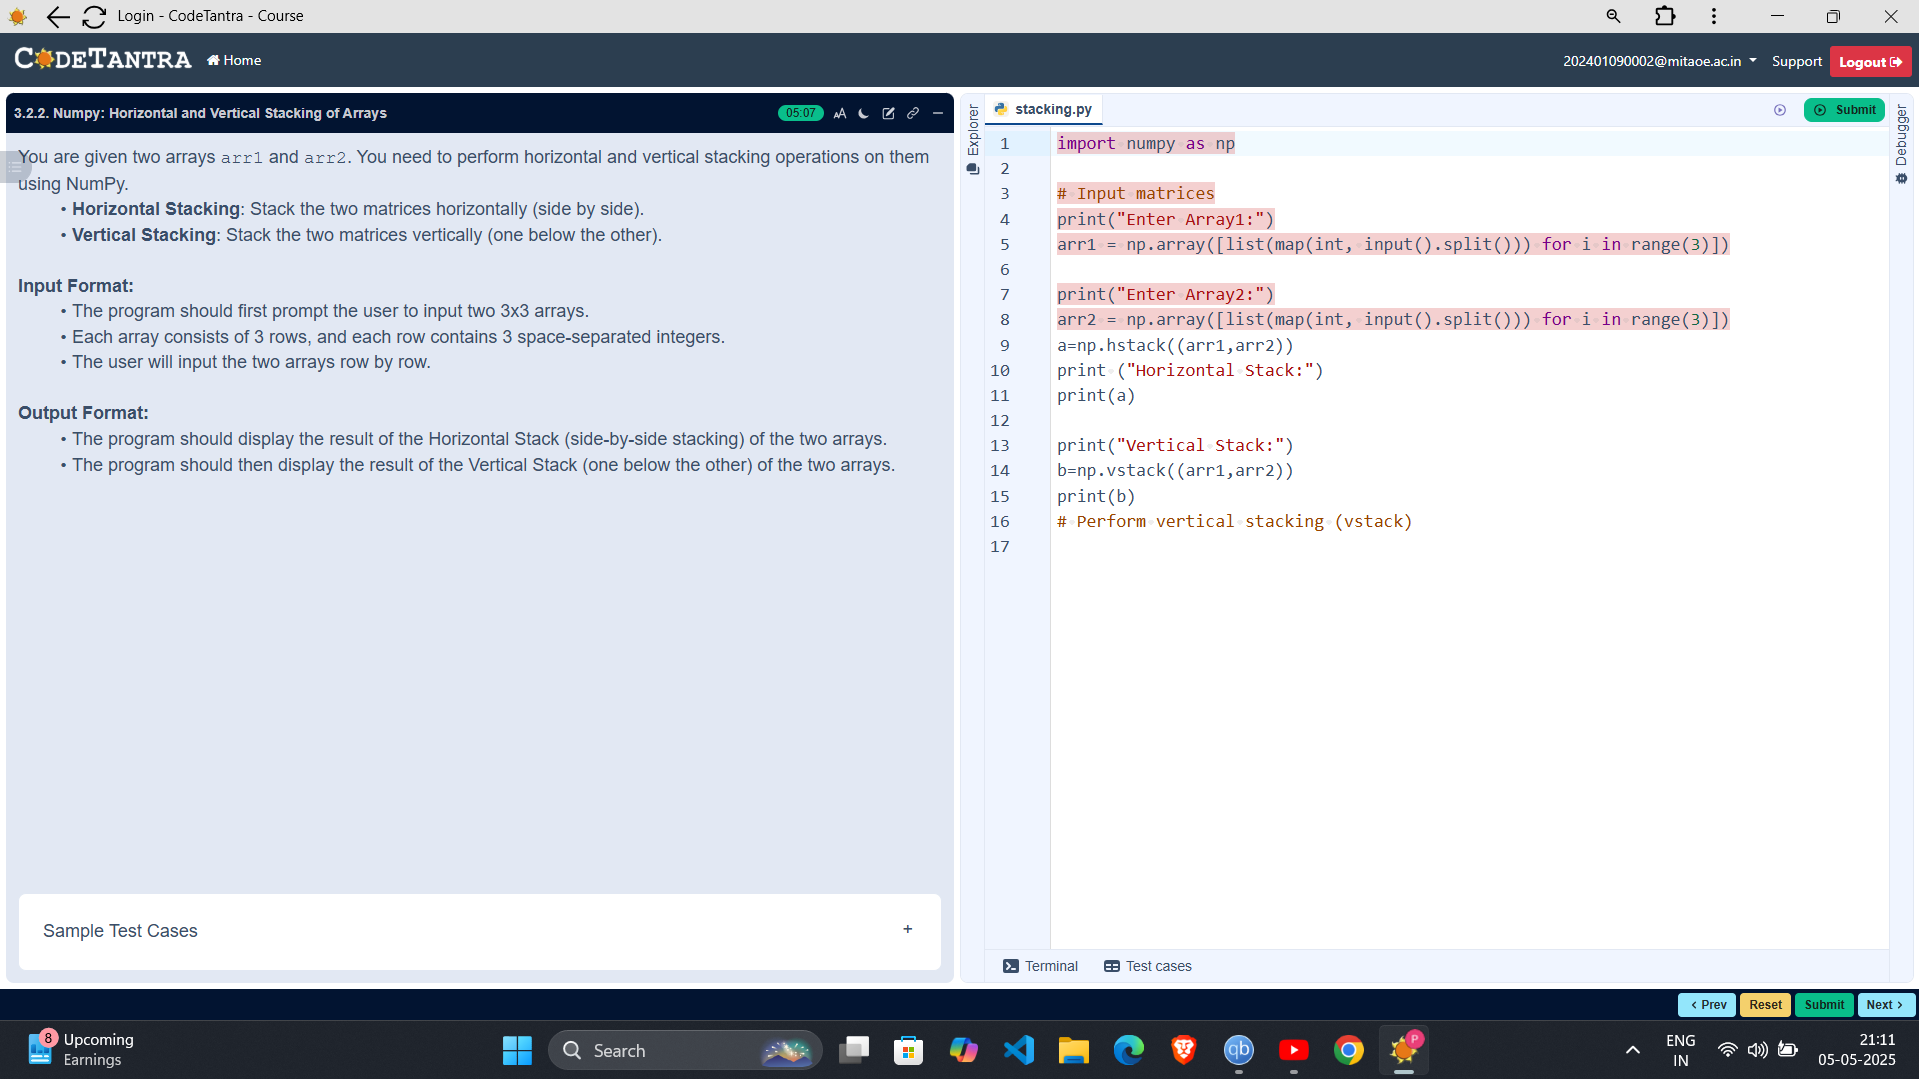 Login - CodeTantra - Course
CODETANTRA
Home
202401090002@mitaoe.ac.in
Support
Logout
3.2.2. Numpy: Horizontal and Vertical Stacking of Arrays
05:07
AA
You are given two arrays arr1 and arr2. You need to perform horizontal and vertical stacking operations on them
using NumPy.
• Horizontal Stacking: Stack the two matrices horizontally (side by side).
• Vertical Stacking: Stack the two matrices vertically (one below the other).
Input Format:
• The program should first prompt the user to input two 3x3 arrays.
• Each array consists of 3 rows, and each row contains 3 space-separated integers.
• The user will input the two arrays row by row.
Output Format:
• The program should display the result of the Horizontal Stack (side-by-side stacking) of the two arrays.
• The program should then display the result of the Vertical Stack (one below the other) of the two arrays.
Sample Test Cases
+
Explorer
stacking.py
Submit
Debugger
1 import numpy as np
2
3 # Input matrices
4 print("Enter Array1:")
5 arr1 = np.array([list(map(int, input().split())) for i in range(3)])
6
7 print("Enter Array2:")
8 arr2 = np.array([list(map(int, input().split())) for i in range(3)])
9 a=np.hstack((arr1,arr2))
10 print ("Horizontal Stack:")
11 print(a)
12
13 print("Vertical Stack:")
14 b=np.vstack((arr1,arr2))
15 print(b)
16 # Perform vertical stacking (vstack)
17
Terminal
Test cases
< Prev
Reset
Submit
Next >
8
Upcoming
Earnings
Search
qb
P
ENG
IN
21:11
05-05-2025